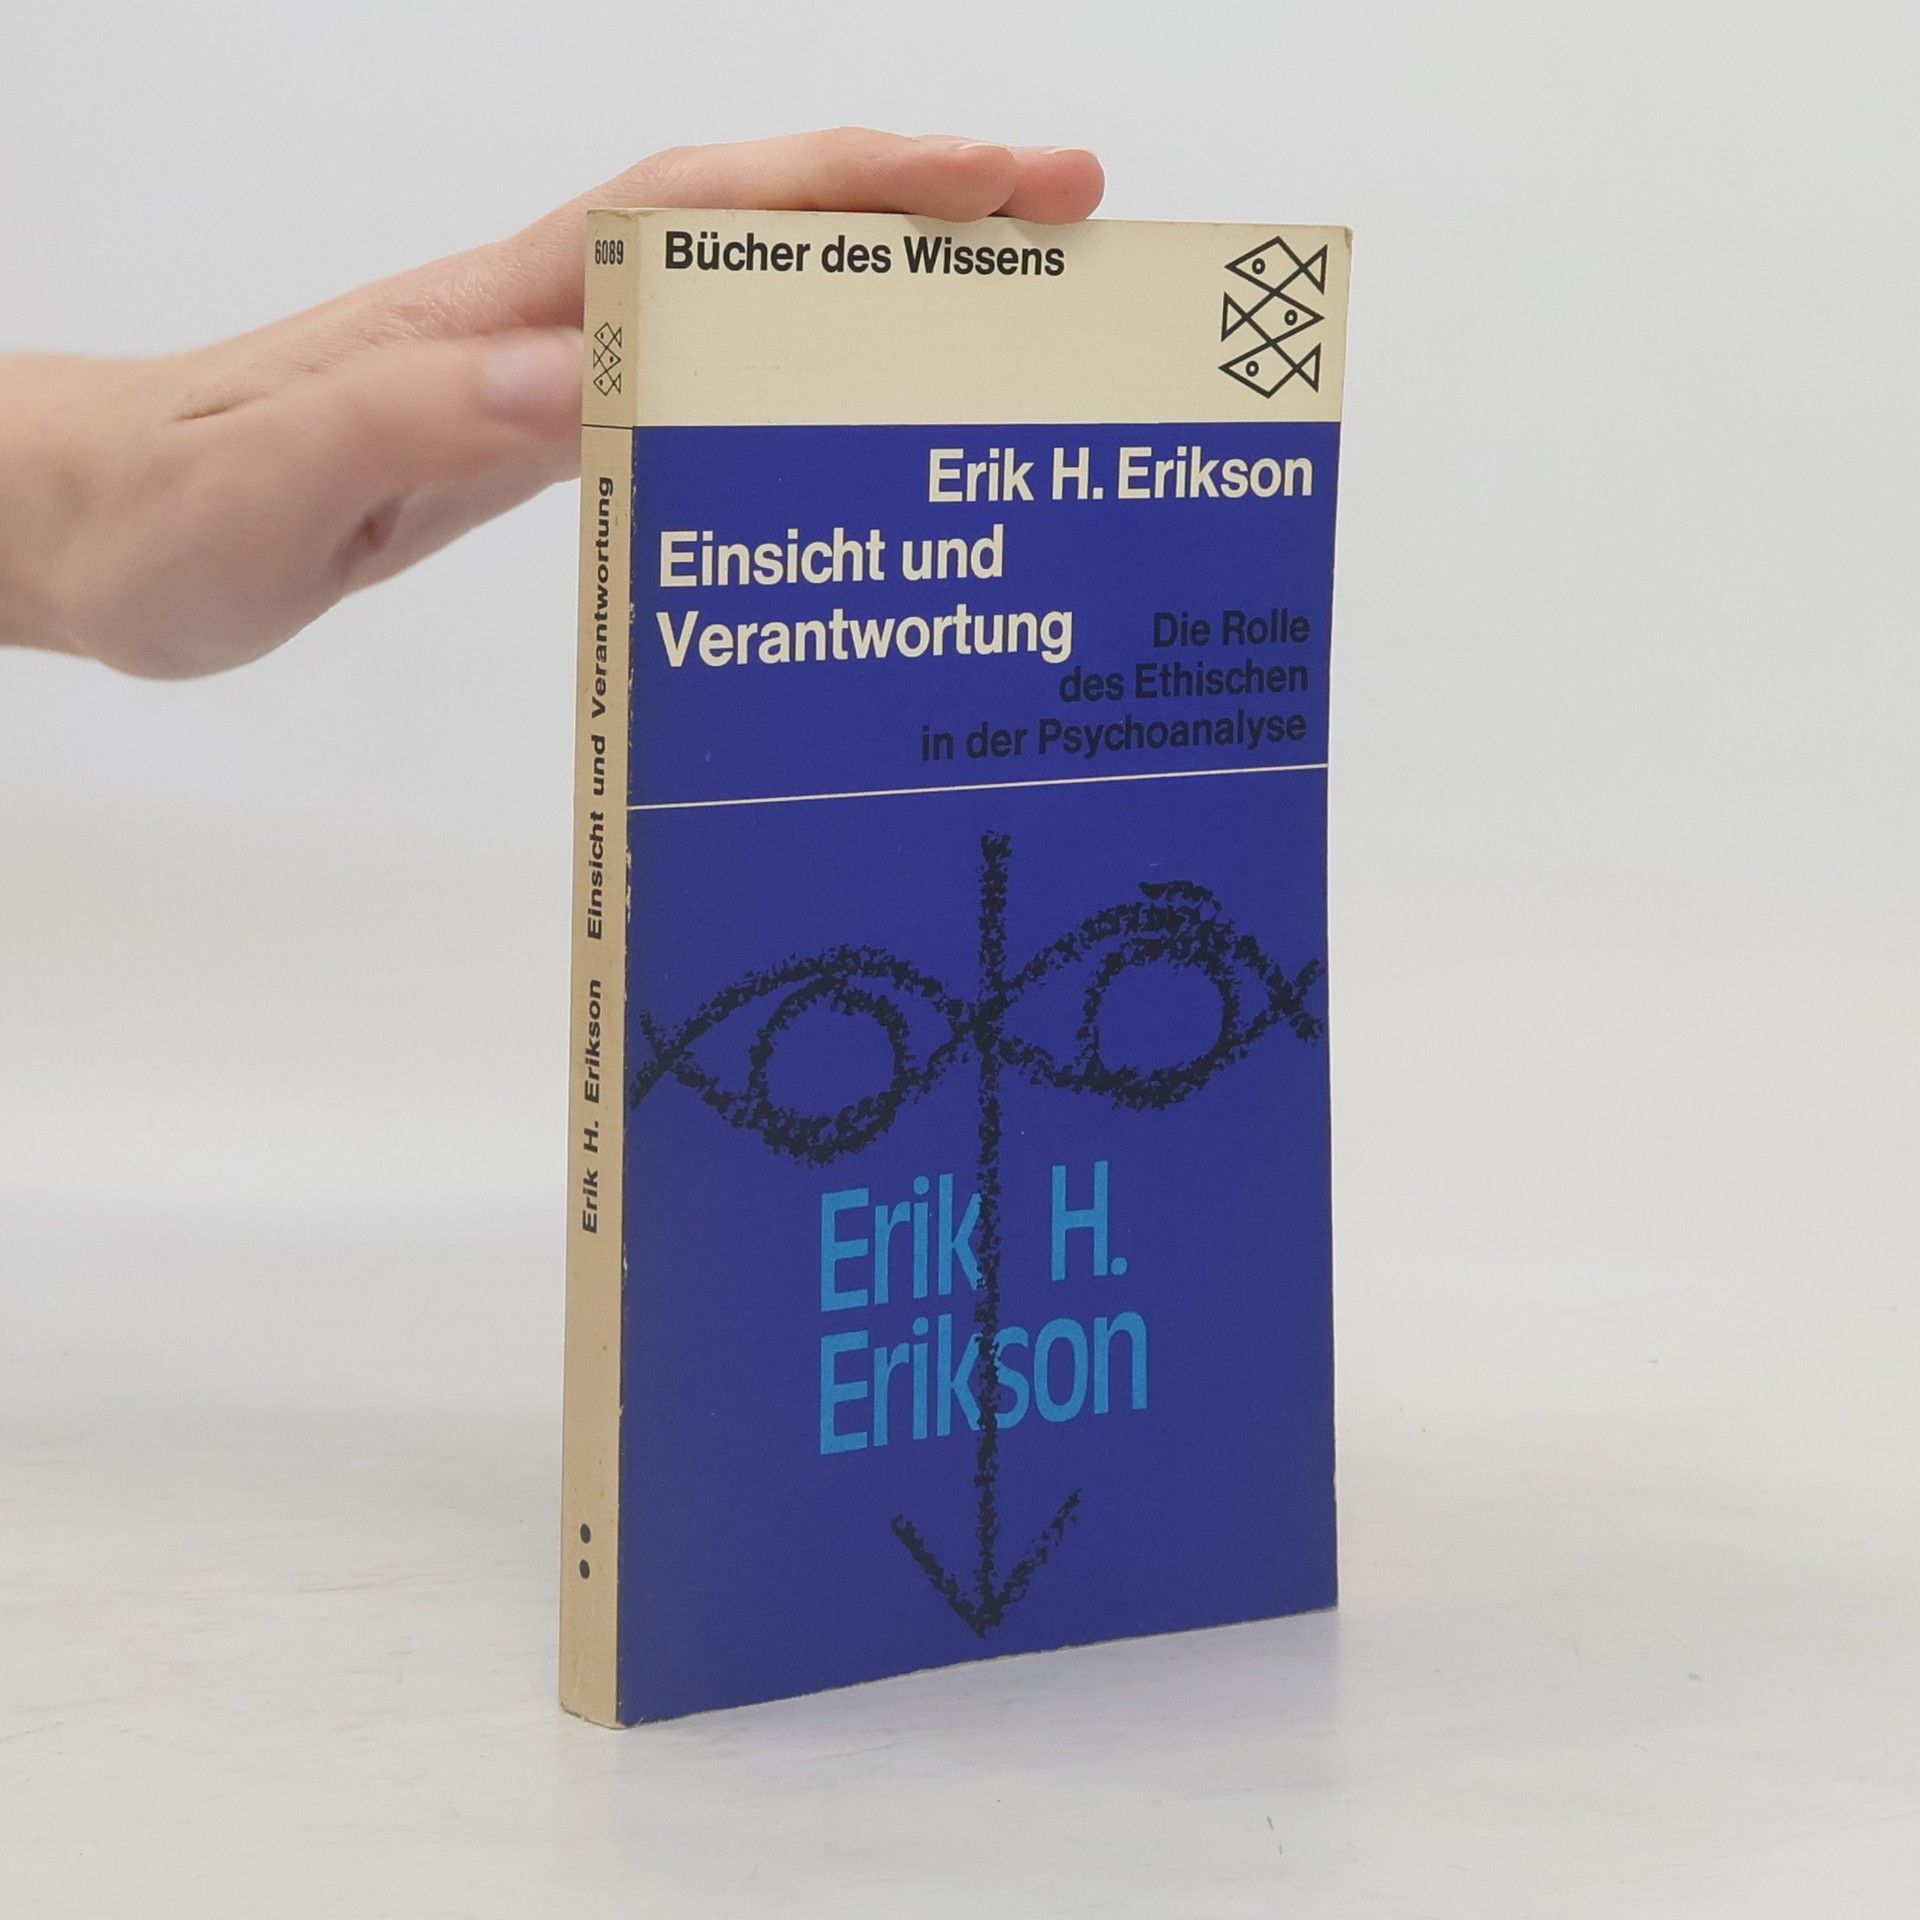 6089
Bücher des Wissens
Erik H. Erikson
Einsicht und
Verantwortung
Die Rolle
des Ethischen
in der Psychoanalyse
Erik H.
Erikson
Erik H. Erikson Einsicht und Verantwortung